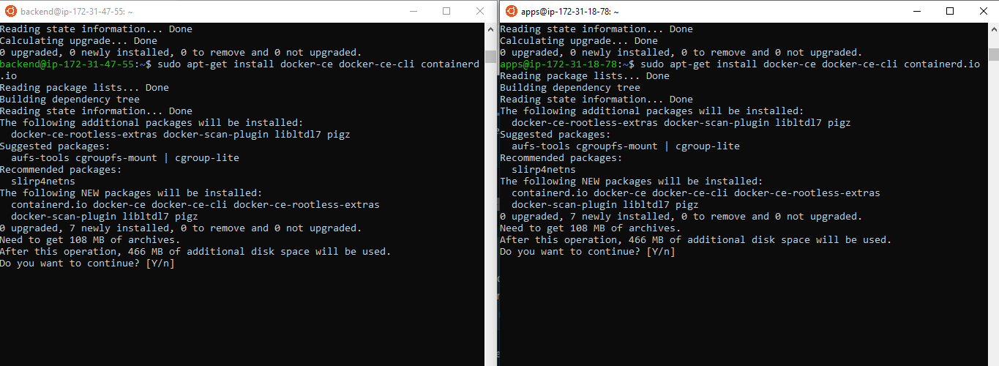 backend@ip-172-31-47-55: ~
Reading state information... Done
Calculating upgrade... Done
0 upgraded, 0 newly installed, 0 to remove and 0 not upgraded.
backend@ip-172-31-47-55:~$ sudo apt-get install docker-ce docker-ce-cli containerd
.io
Reading package lists... Done
Building dependency tree
Reading state information... Done
The following additional packages will be installed:
  docker-ce-rootless-extras docker-scan-plugin libltdl7 pigz
Suggested packages:
  aufs-tools cgroupfs-mount | cgroup-lite
Recommended packages:
  slirp4netns
The following NEW packages will be installed:
  containerd.io docker-ce docker-ce-cli docker-ce-rootless-extras
  docker-scan-plugin libltdl7 pigz
0 upgraded, 7 newly installed, 0 to remove and 0 not upgraded.
Need to get 108 MB of archives.
After this operation, 466 MB of additional disk space will be used.
Do you want to continue? [Y/n]
apps@ip-172-31-18-78: ~
Reading state information... Done
Calculating upgrade... Done
0 upgraded, 0 newly installed, 0 to remove and 0 not upgraded.
apps@ip-172-31-18-78:~$ sudo apt-get install docker-ce docker-ce-cli containerd.io
Reading package lists... Done
Building dependency tree
Reading state information... Done
The following additional packages will be installed:
  docker-ce-rootless-extras docker-scan-plugin libltdl7 pigz
Suggested packages:
  aufs-tools cgroupfs-mount | cgroup-lite
Recommended packages:
  slirp4netns
The following NEW packages will be installed:
  containerd.io docker-ce docker-ce-cli docker-ce-rootless-extras
  docker-scan-plugin libltdl7 pigz
0 upgraded, 7 newly installed, 0 to remove and 0 not upgraded.
Need to get 108 MB of archives.
After this operation, 466 MB of additional disk space will be used.
Do you want to continue? [Y/n]